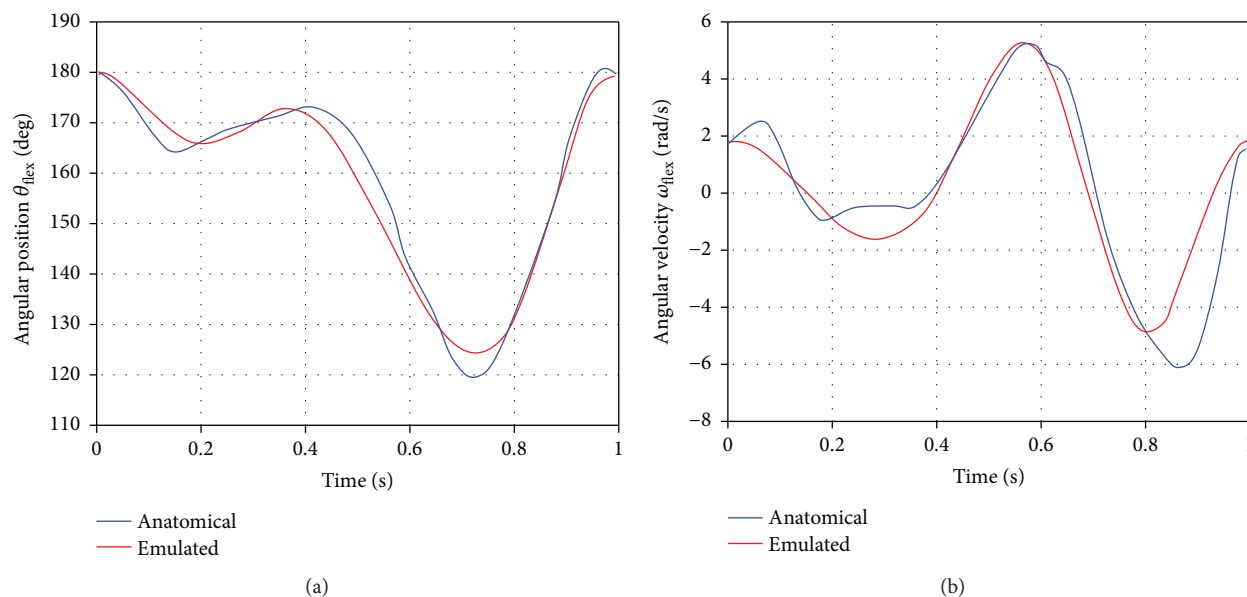 190
180
170
160
150
140
130
120
110
Angular position θflex (deg)
0 0.2 0.4 0.6 0.8 1
Time (s)
Anatomical
Emulated
(a)
6
4
2
0
−2
−4
−6
−8
Angular velocity ωflex (rad/s)
0 0.2 0.4 0.6 0.8
Time (s)
Anatomical
Emulated
(b)